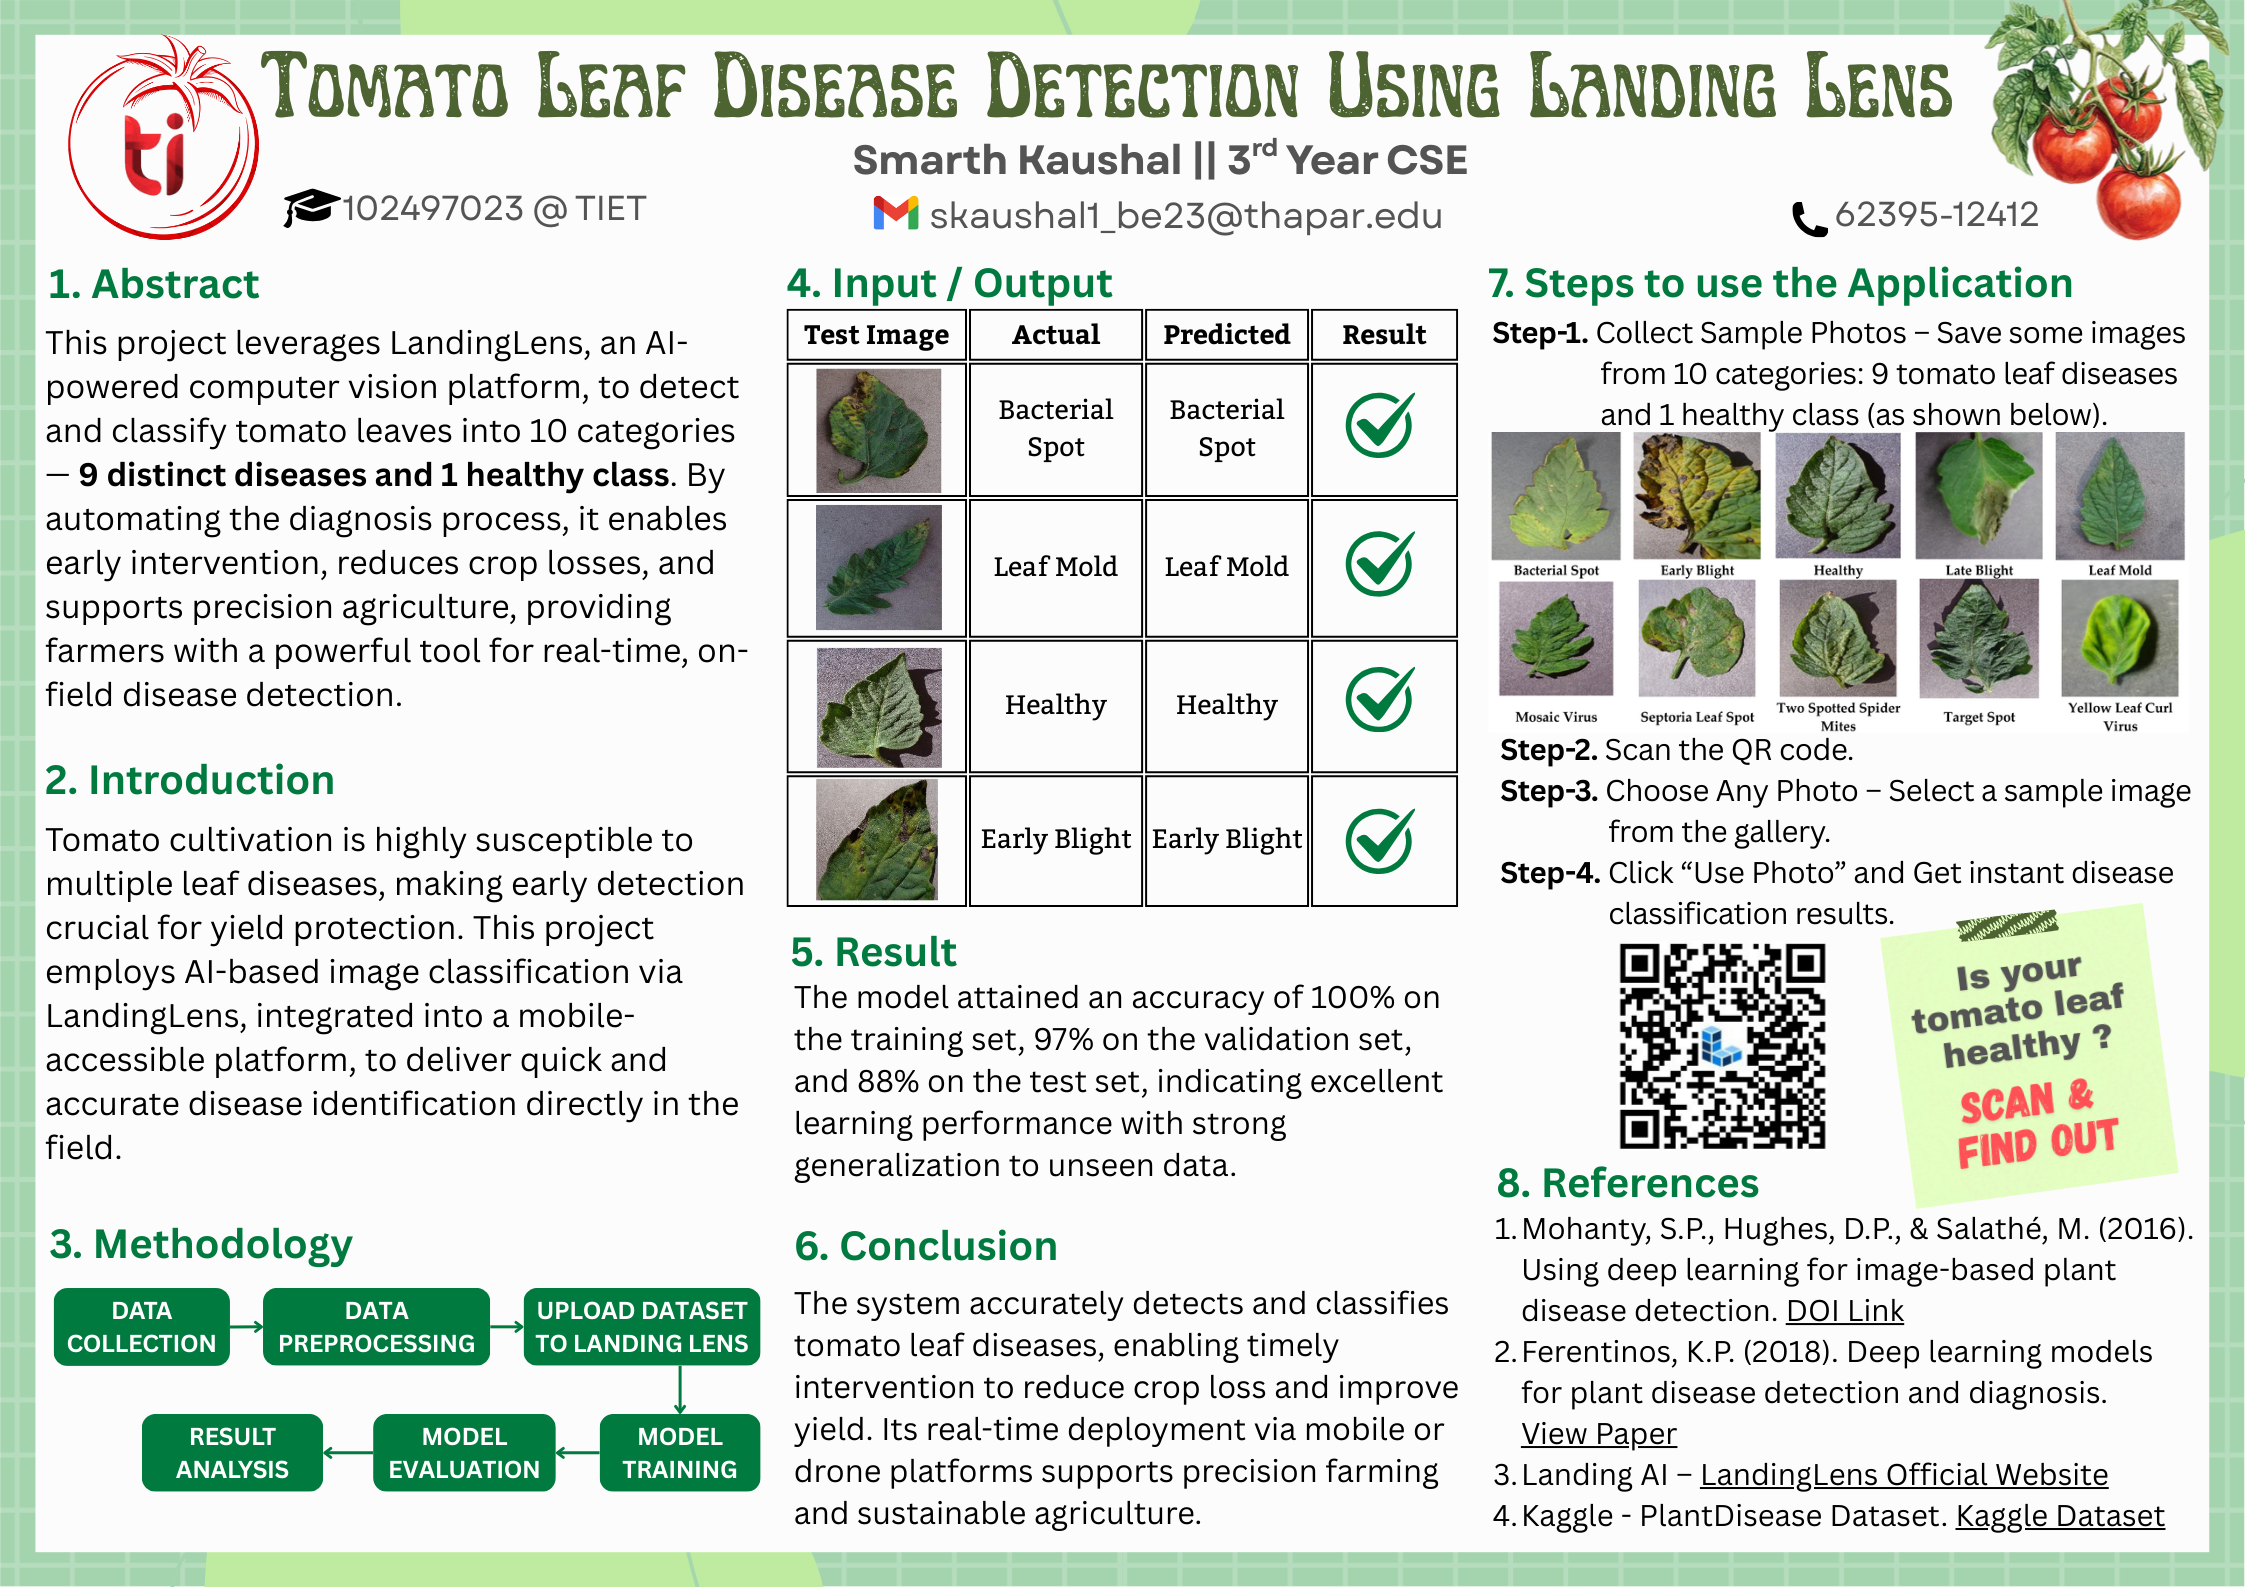 ti
TOMATO LEAF DISEASE DETECTION USING LANDING LENS
Smarth Kaushal || 3rd Year CSE
102497023 @ TIET
skaushal1_be23@thapar.edu
62395-12412
1. Abstract
This project leverages LandingLens, an AI-
powered computer vision platform, to detect
and classify tomato leaves into 10 categories
— 9 distinct diseases and 1 healthy class. By
automating the diagnosis process, it enables
early intervention, reduces crop losses, and
supports precision agriculture, providing
farmers with a powerful tool for real-time, on-
field disease detection.
2. Introduction
Tomato cultivation is highly susceptible to
multiple leaf diseases, making early detection
crucial for yield protection. This project
employs AI-based image classification via
LandingLens, integrated into a mobile-
accessible platform, to deliver quick and
accurate disease identification directly in the
field.
3. Methodology
DATA
COLLECTION
DATA
PREPROCESSING
UPLOAD DATASET
TO LANDING LENS
MODEL
TRAINING
MODEL
EVALUATION
RESULT
ANALYSIS
4. Input / Output
Test Image Actual Predicted Result
Bacterial
Spot
Bacterial
Spot
Leaf Mold Leaf Mold
Healthy Healthy
Early Blight Early Blight
5. Result
The model attained an accuracy of 100% on
the training set, 97% on the validation set,
and 88% on the test set, indicating excellent
learning performance with strong
generalization to unseen data.
6. Conclusion
The system accurately detects and classifies
tomato leaf diseases, enabling timely
intervention to reduce crop loss and improve
yield. Its real-time deployment via mobile or
drone platforms supports precision farming
and sustainable agriculture.
7. Steps to use the Application
Step-1. Collect Sample Photos – Save some images
from 10 categories: 9 tomato leaf diseases
and 1 healthy class (as shown below).
Bacterial Spot Early Blight Healthy Late Blight Leaf Mold
Mosaic Virus
Septoria Leaf Spot
Two Spotted Spider
Mites
Target Spot
Yellow Leaf Curl
Virus
Step-2. Scan the QR code.
Step-3. Choose Any Photo – Select a sample image
from the gallery.
Step-4. Click “Use Photo” and Get instant disease
classification results.
Is your
tomato leaf
healthy ?
SCAN &
FIND OUT
8. References
1. Mohanty, S.P., Hughes, D.P., & Salathé, M. (2016).
Using deep learning for image-based plant
disease detection. DOI Link
2. Ferentinos, K.P. (2018). Deep learning models
for plant disease detection and diagnosis.
View Paper
3. Landing AI – LandingLens Official Website
4. Kaggle - PlantDisease Dataset. Kaggle Dataset